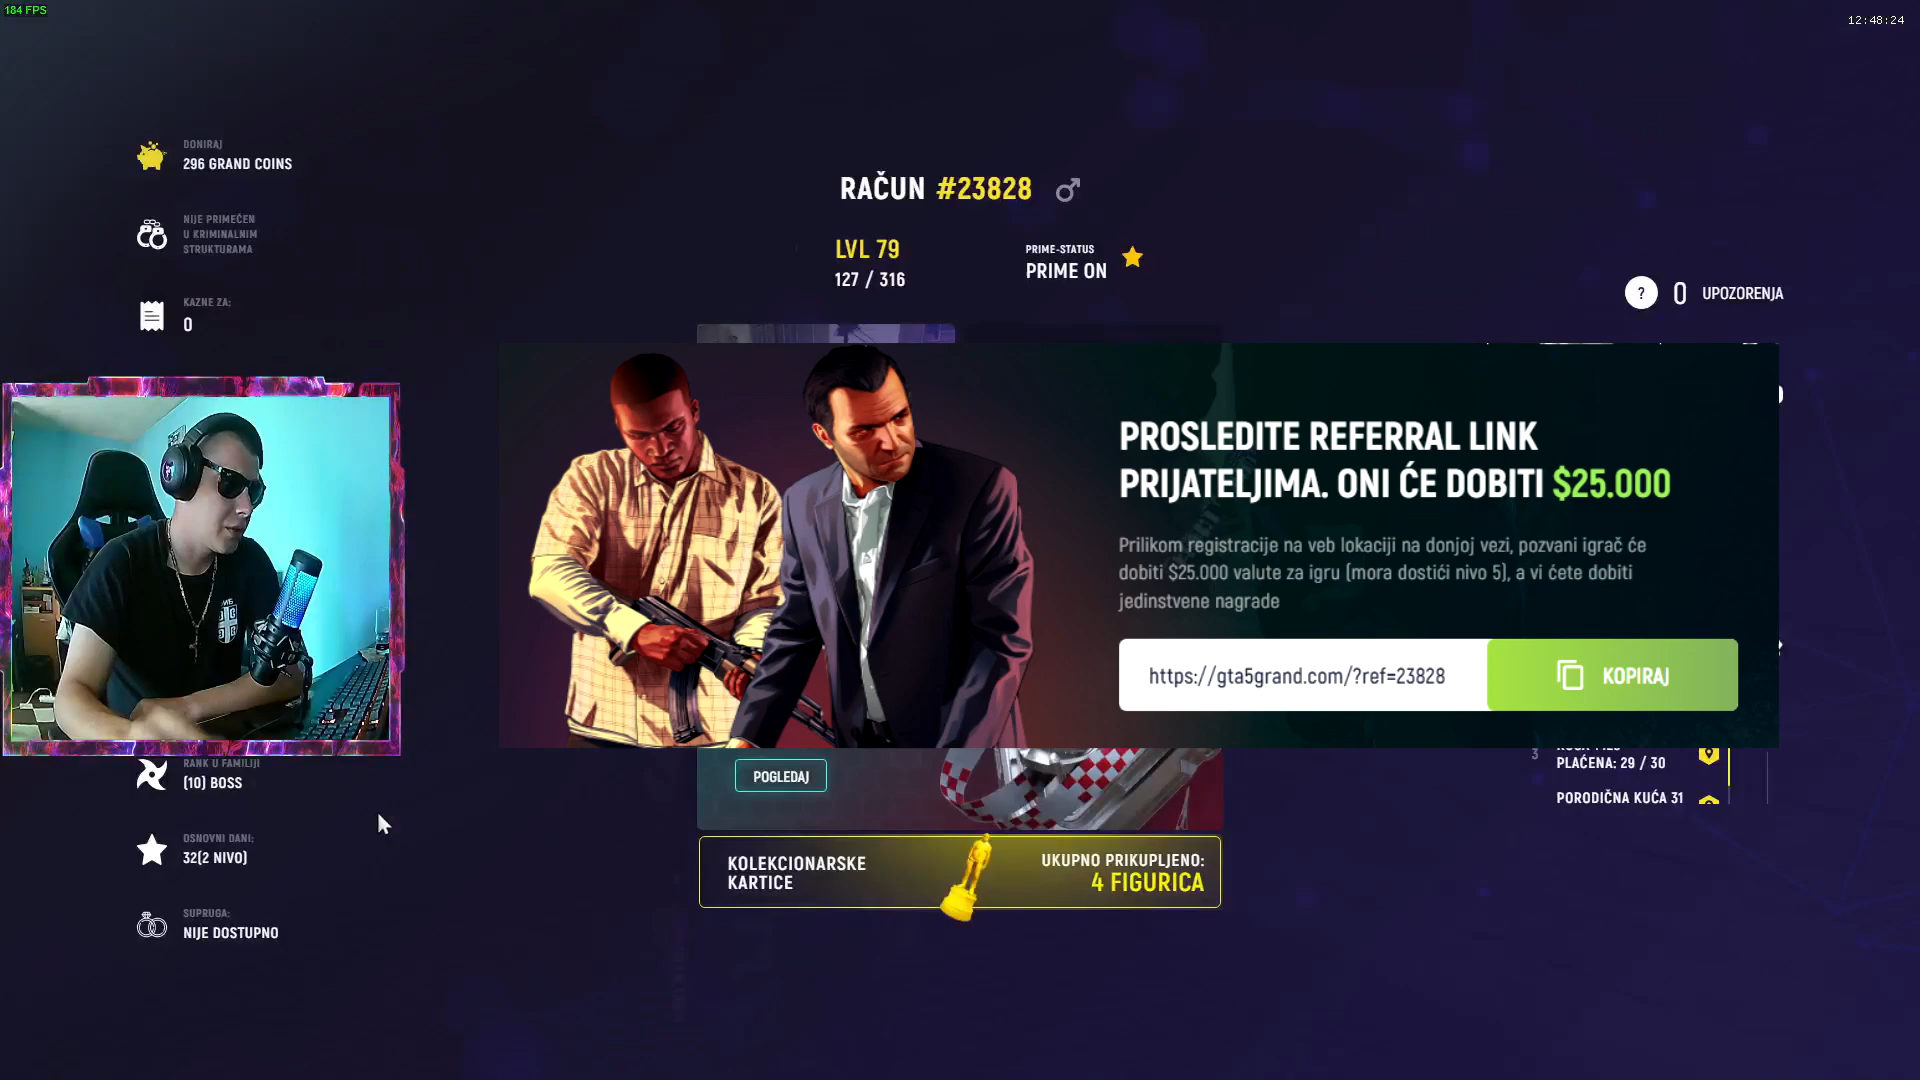 184 FPS
12:48:24
DONIRAJ
296 GRAND COINS
NIJE PRIMEĆEN
U KRIMINALNIM
STRUKTURAMA
KAZNE ZA:
0
RAČUN #23828
LVL 79
127 / 316
PRIME-STATUS
PRIME ON
? 0 UPOZORENJA
PROSLEDITE REFERRAL LINK
PRIJATELJIMA. ONI ĆE DOBITI $25.000
Prilikom registracije na veb lokaciji na donjoj vezi, pozvani igrač će
dobiti $25.000 valute za igru (mora dostići nivo 5), a vi ćete dobiti
jedinstvene nagrade
https://gta5grand.com/?ref=23828
KOPIRAJ
RANK U FAMILIJI
(10) BOSS
OSNOVNI DANI:
32(2 NIVO)
SUPRUGA:
NIJE DOSTUPNO
POGLEDAJ
KOLEKCIONARSKE
KARTICE
UKUPNO PRIKUPLJENO:
4 FIGURICA
3
PLAĆENA: 29 / 30
PORODIČNA KUĆA 31